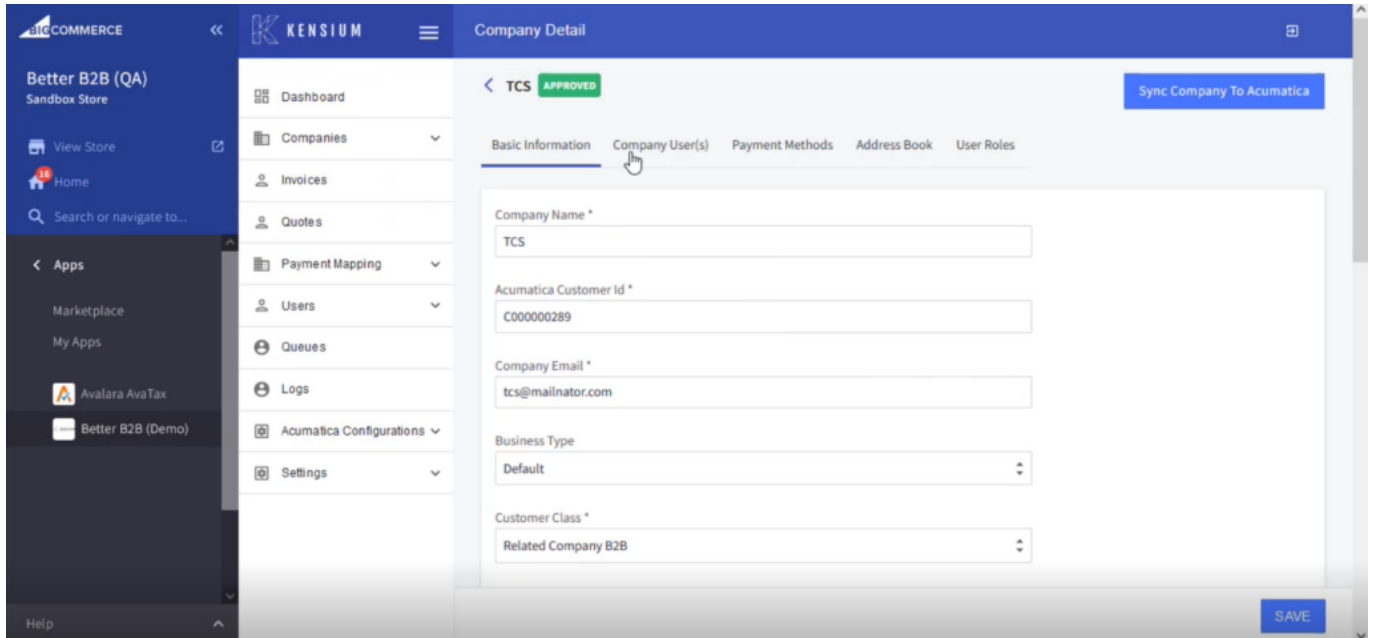 BIGCOMMERCE
Better B2B (QA)
Sandbox Store
View Store
16
Home
Search or navigate to...
Apps
Marketplace
My Apps
Avalara AvaTax
Better B2B (Demo)
Help
KENSIUM
Dashboard
Companies
Invoices
Quotes
Payment Mapping
Users
Queues
Logs
Acumatica Configurations
Settings
Company Detail
TCS APPROVED
Sync Company To Acumatica
Basic Information Company User(s) Payment Methods Address Book User Roles
Company Name *
TCS
Acumatica Customer Id *
C000000289
Company Email *
tcs@mailnator.com
Business Type
Default
Customer Class *
Related Company B2B
SAVE